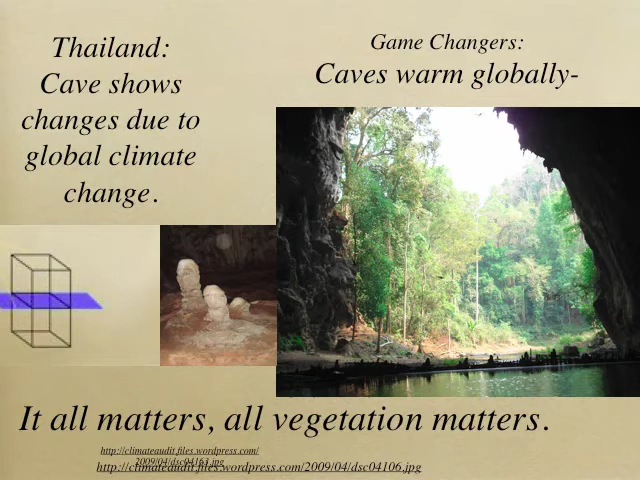 Thailand:
Cave shows
changes due to
global climate
change.
Game Changers:
Caves warm globally-
It all matters, all vegetation matters.
http://climateaudit.files.wordpress.com/
2009/04/dsc04163.jpg
http://climateaudit.files.wordpress.com/2009/04/dsc04106.jpg